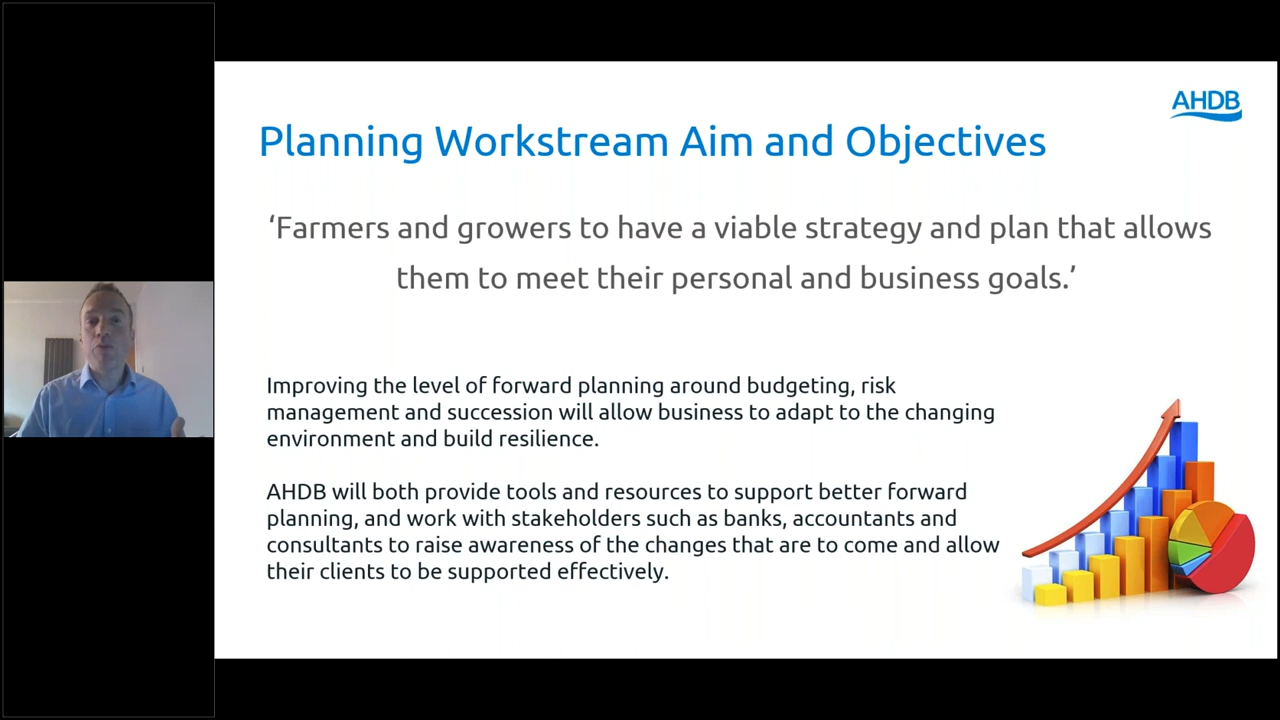 AHDB
Planning Workstream Aim and Objectives
‘Farmers and growers to have a viable strategy and plan that allows
them to meet their personal and business goals.’
Improving the level of forward planning around budgeting, risk
management and succession will allow business to adapt to the changing
environment and build resilience.
AHDB will both provide tools and resources to support better forward
planning, and work with stakeholders such as banks, accountants and
consultants to raise awareness of the changes that are to come and allow
their clients to be supported effectively.